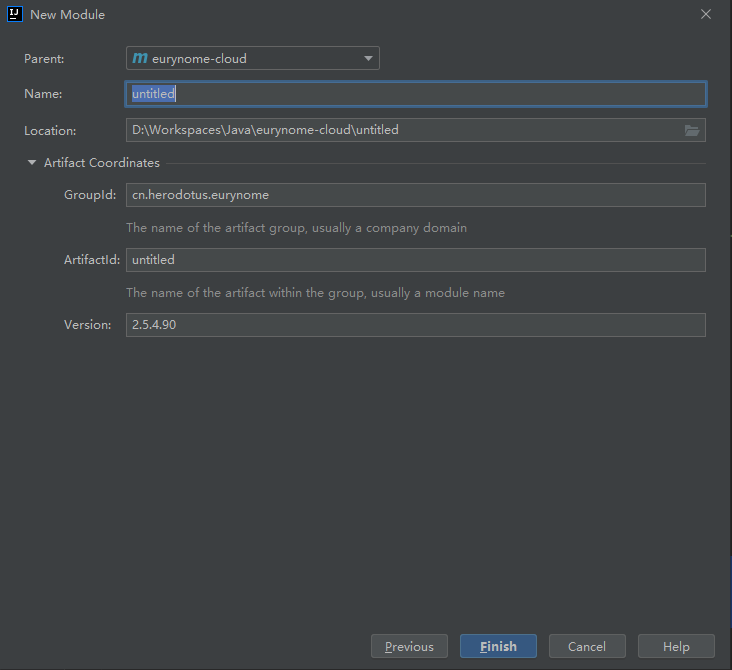 IJ New Module
Parent: m eurynome-cloud
Name: untitled
Location: D:\Workspaces\Java\eurynome-cloud\untitled
Artifact Coordinates
GroupId: cn.herodotus.eurynome
The name of the artifact group, usually a company domain
ArtifactId: untitled
The name of the artifact within the group, usually a module name
Version: 2.5.4.90
Previous Finish Cancel Help